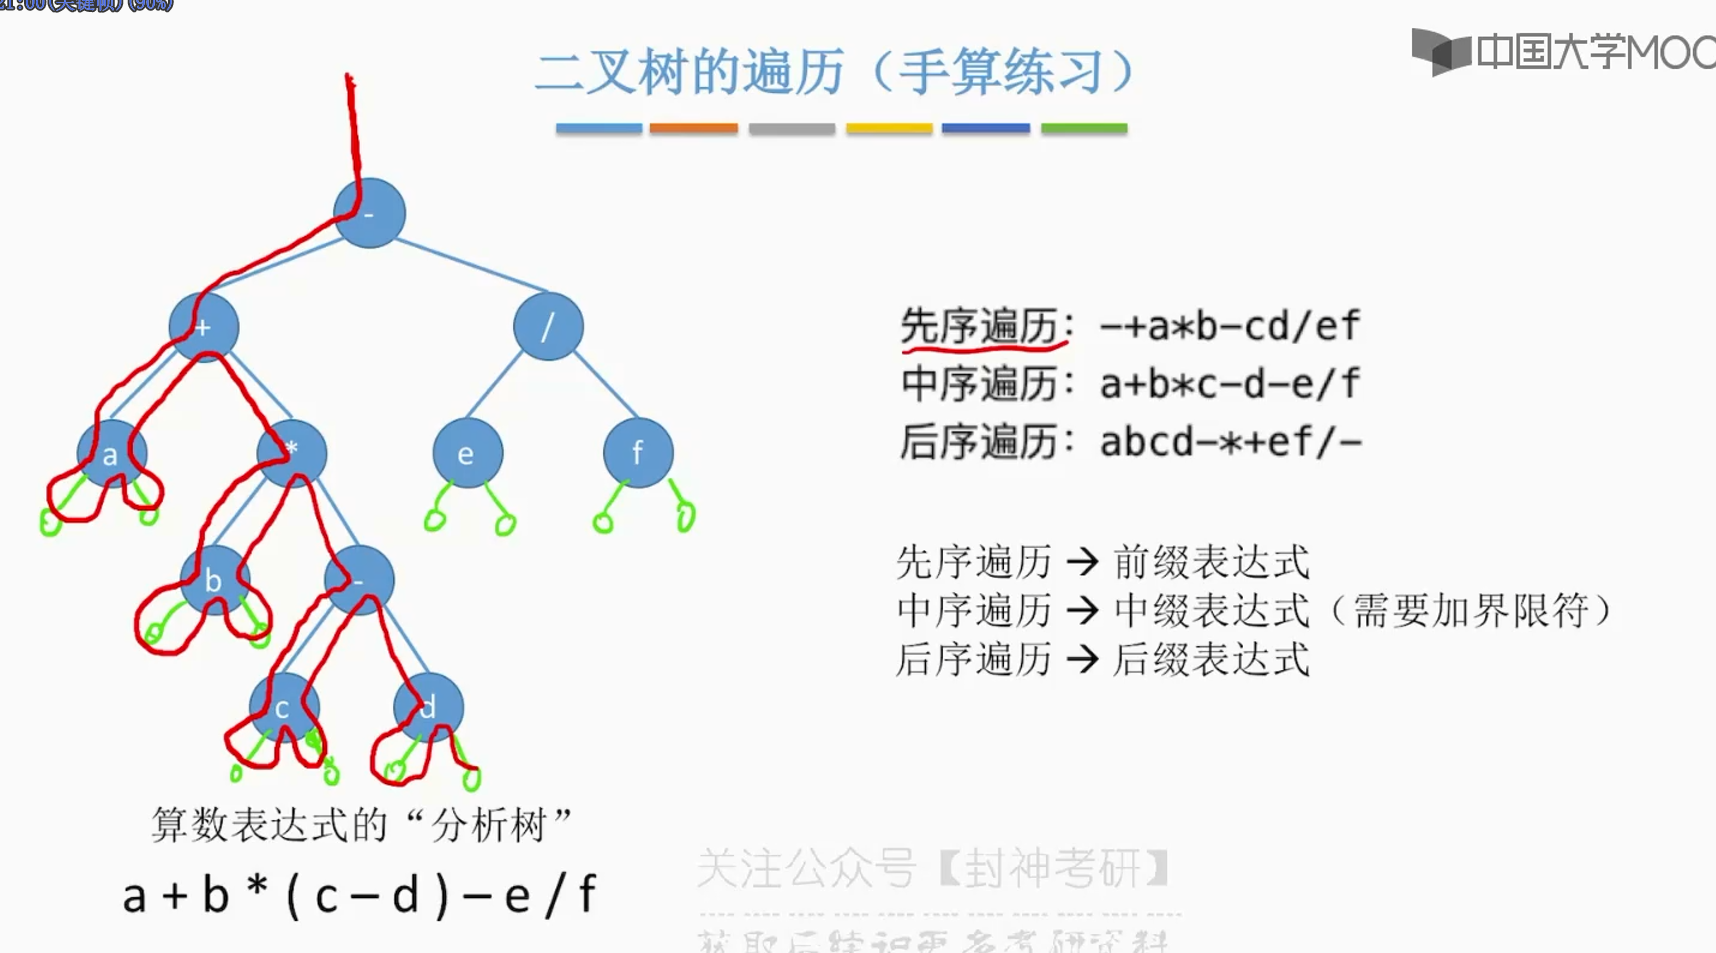 二叉树的遍历（手算练习）
中国大学MOO
-
+
/
a
*
e
f
b
-
c
d
先序遍历：-+a*b-cd/ef
中序遍历：a+b*c-d-e/f
后序遍历：abcd-*+ef/-
先序遍历→前缀表达式
中序遍历→中缀表达式（需要加界限符）
后序遍历→后缀表达式
算数表达式的“分析树”
a + b * ( c – d ) – e / f
关注公众号【封神考研】